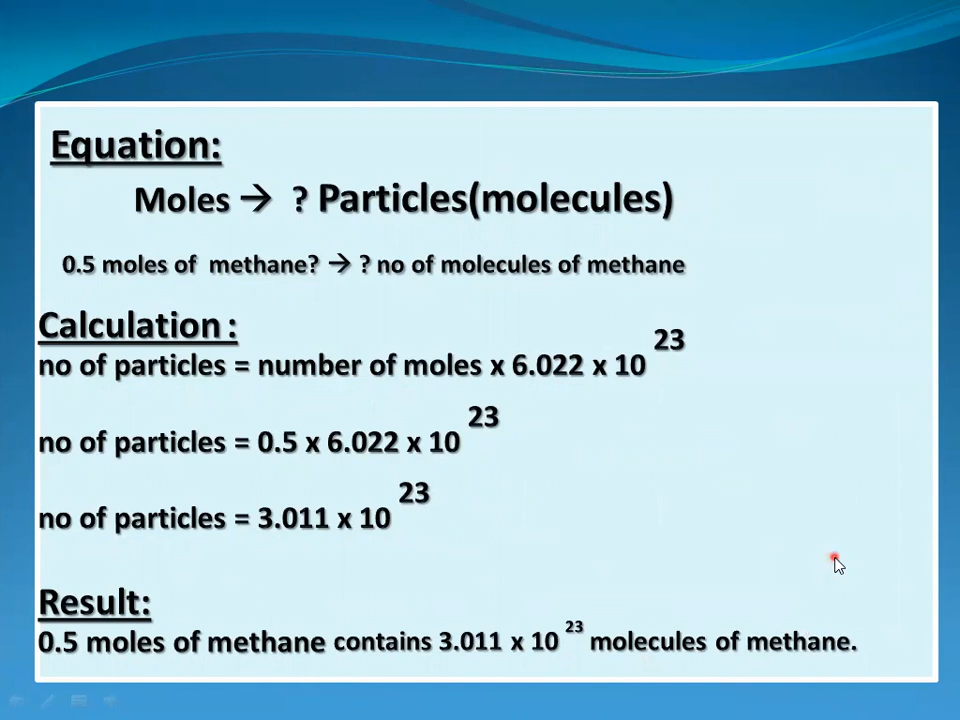 Equation:
Moles → ? Particles(molecules)
0.5 moles of methane? → ? no of molecules of methane
Calculation :
no of particles = number of moles x 6.022 x 10 23
no of particles = 0.5 x 6.022 x 10 23
no of particles = 3.011 x 10 23
Result:
0.5 moles of methane contains 3.011 x 10 23 molecules of methane.